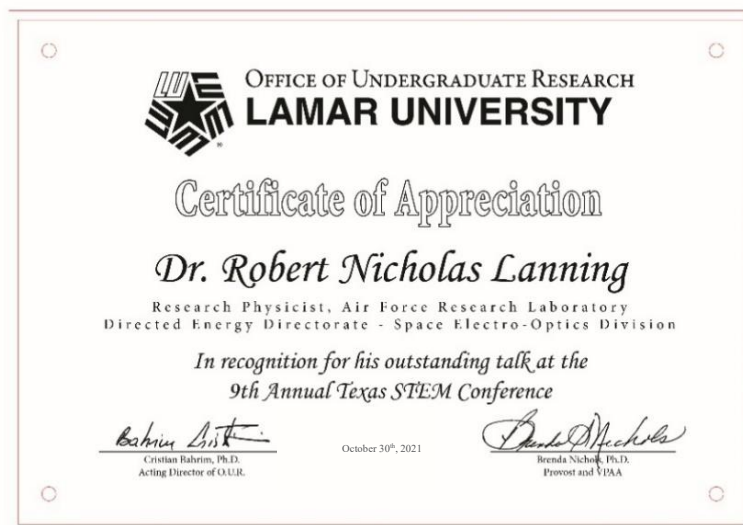 OFFICE OF UNDERGRADUATE RESEARCH
LAMAR UNIVERSITY
Certificate of Appreciation
Dr. Robert Nicholas Lanning
Research Physicist, Air Force Research Laboratory
Directed Energy Directorate - Space Electro-Optics Division
In recognition for his outstanding talk at the
9th Annual Texas STEM Conference
Cristian Bahrim, Ph.D.
Acting Director of O.U.R.
October 30th, 2021
Brenda Nichols, Ph.D.
Provost and VPAA